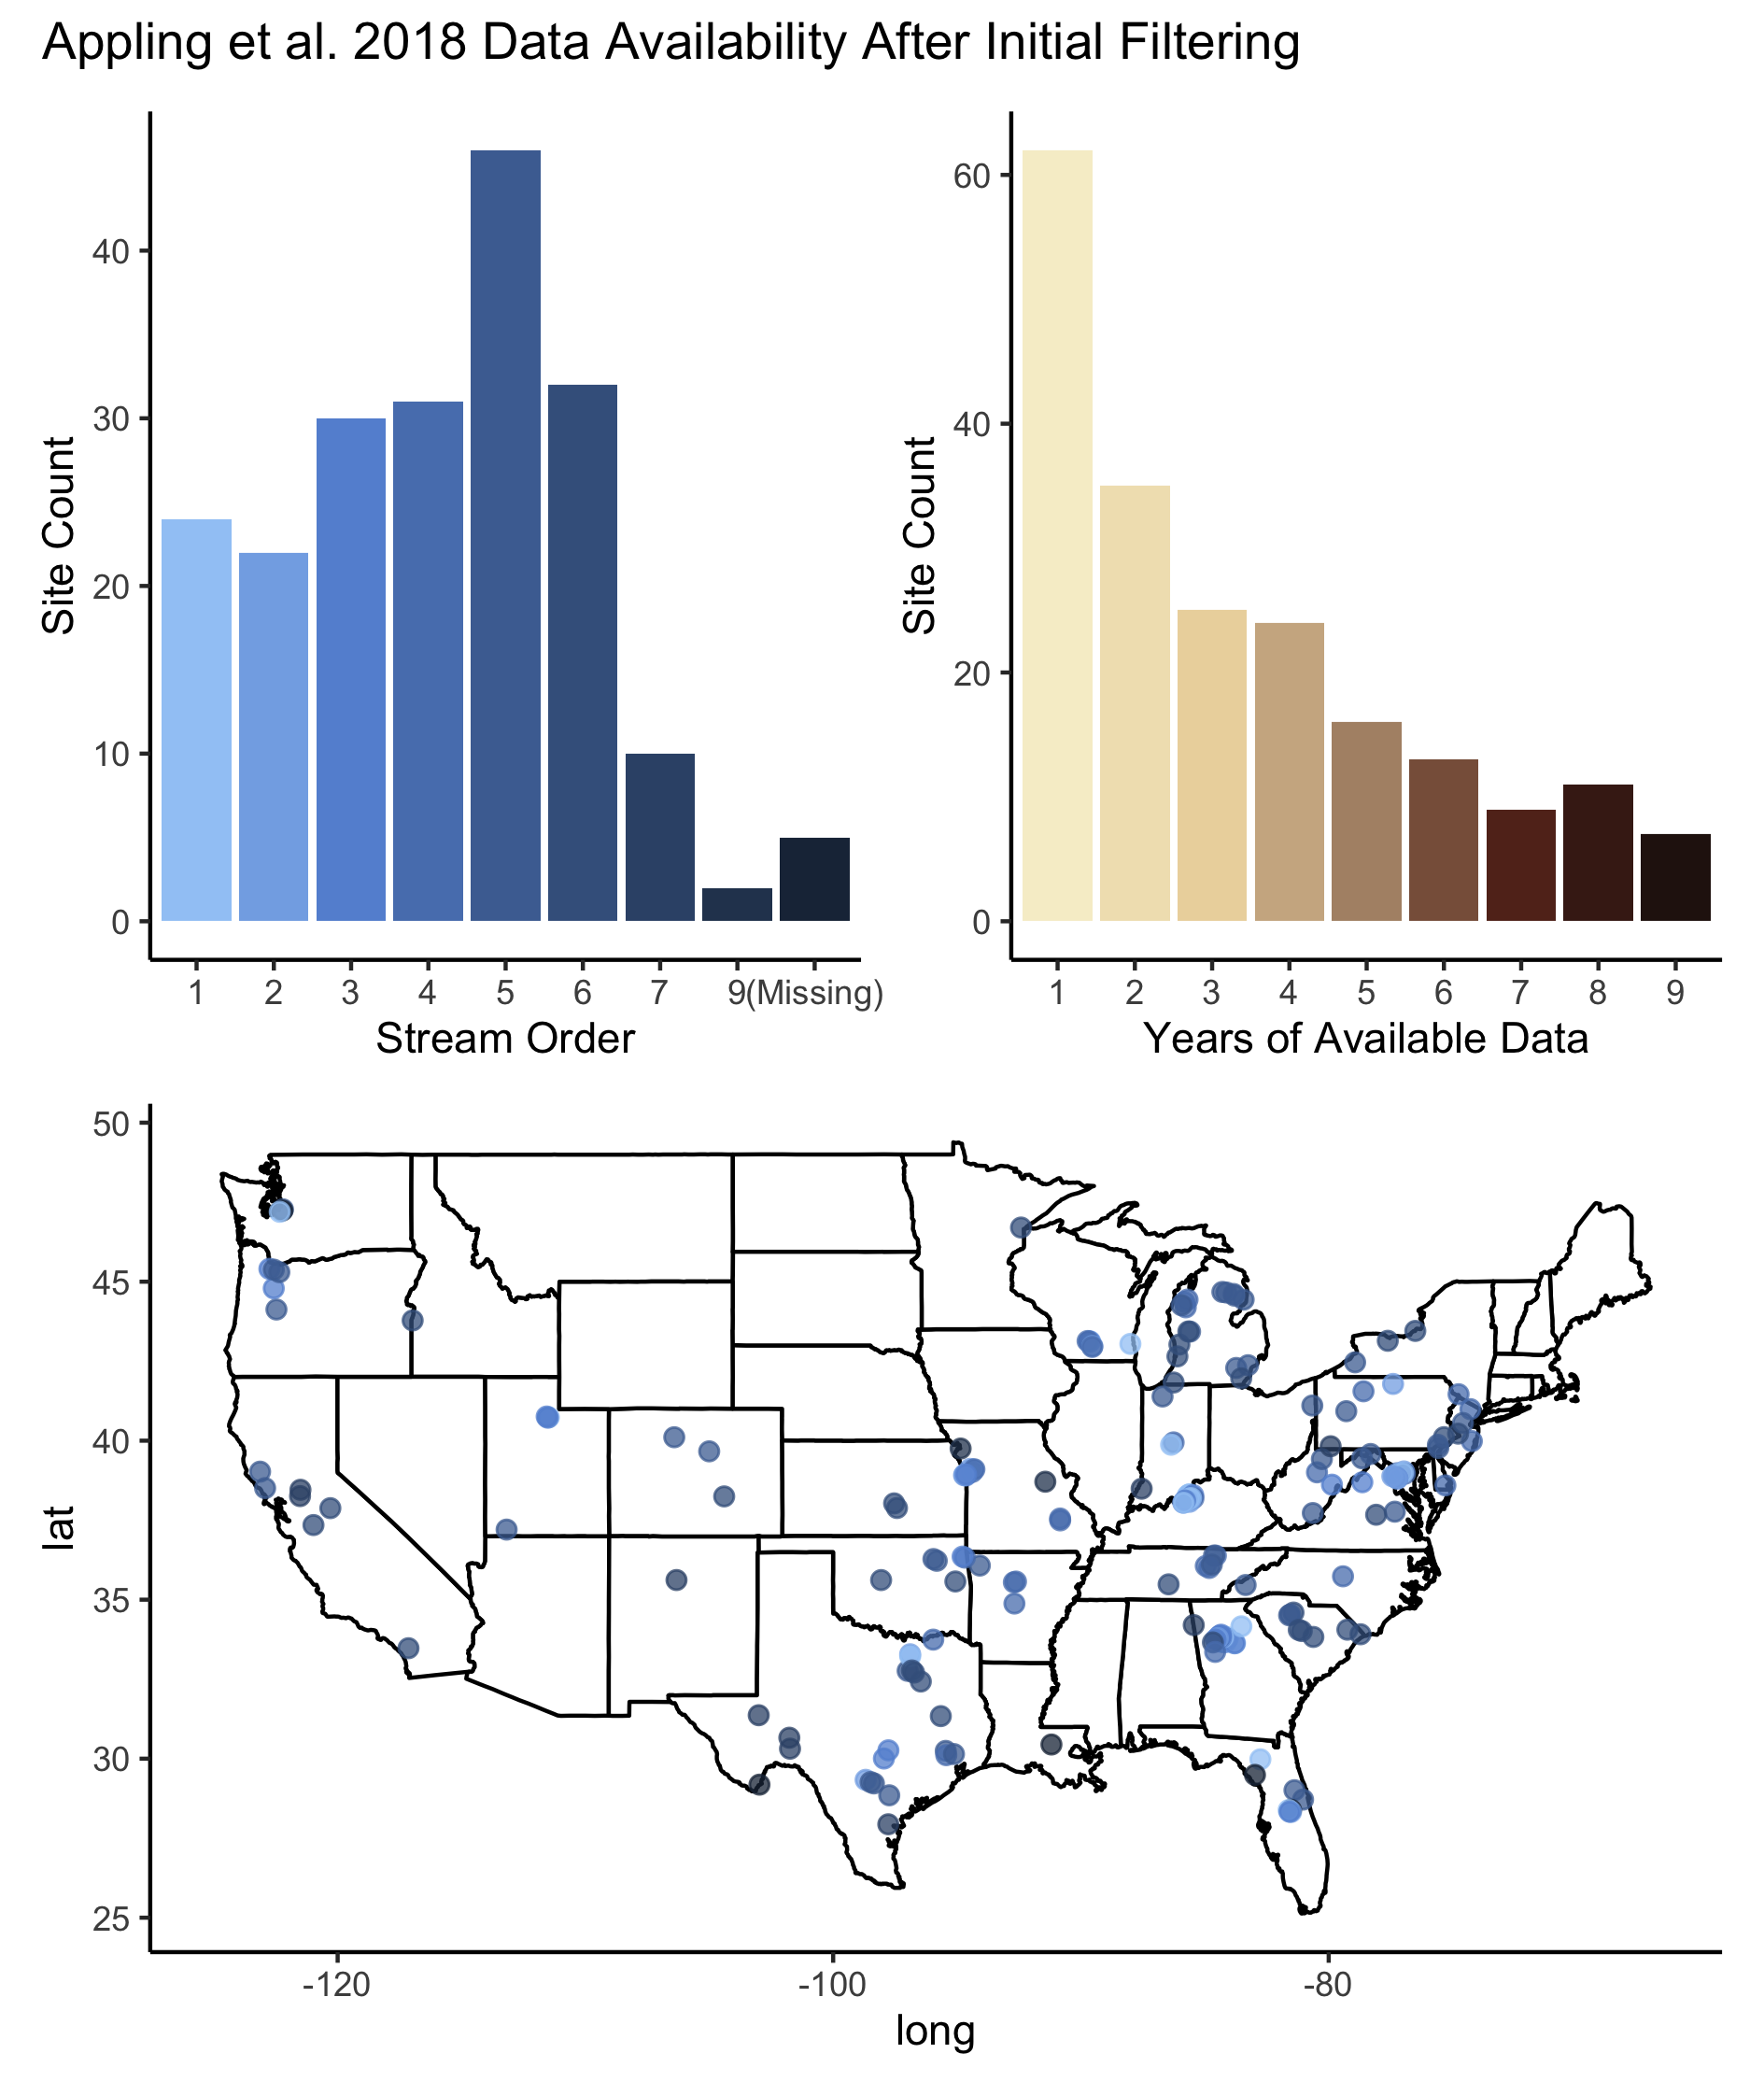 Appling et al. 2018 Data Availability After Initial Filtering
Site Count
40
30
20
10
0
1 2 3 4 5 6 7 9 (Missing)
Stream Order
Site Count
60
40
20
0
1 2 3 4 5 6 7 8 9
Years of Available Data
lat
50
45
40
35
30
25
-120 -100 -80
long